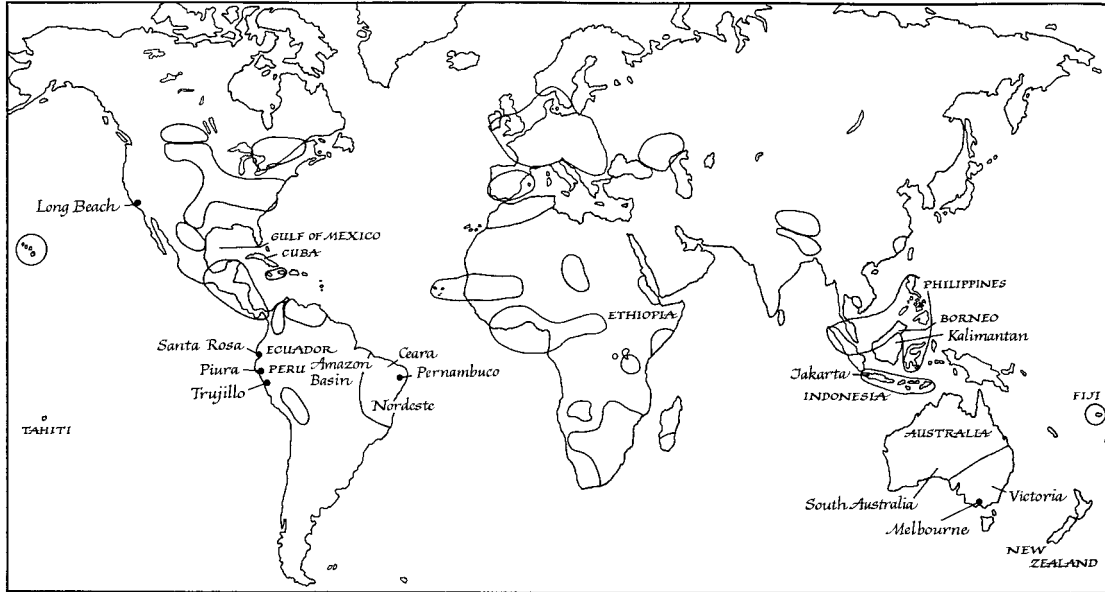 Long Beach
GULF OF MEXICO
CUBA
Santa Rosa
ECUADOR
Piura
PERU
Trujillo
Amazon
Basin
Ceara
Pernambuco
Nordeste
TAHITI
ETHIOPIA
PHILIPPINES
BORNEO
Kalimantan
Jakarta
INDONESIA
FIJI
AUSTRALIA
South Australia
Victoria
Melbourne
NEW
ZEALAND